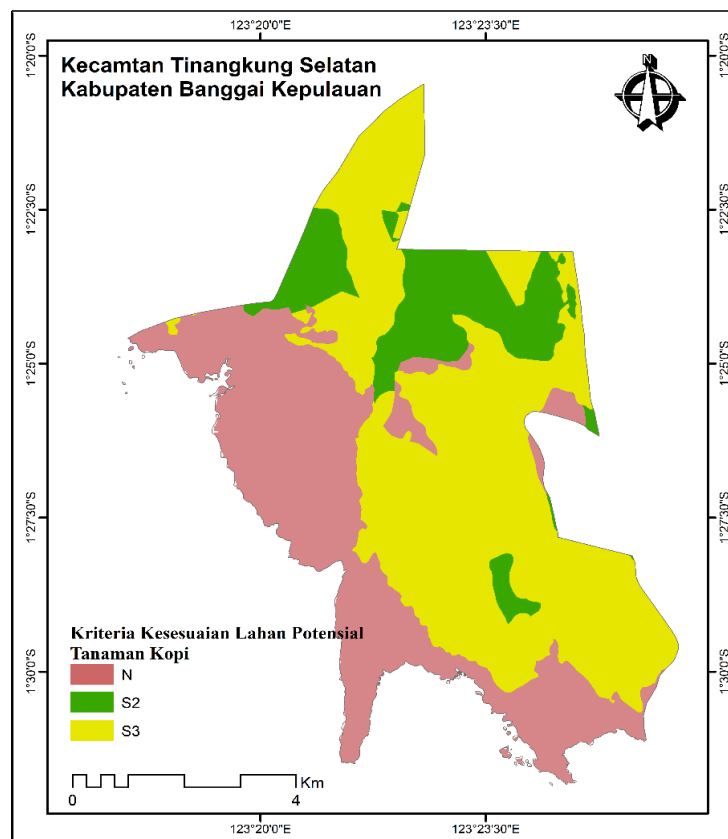 123°20'0"E 123°23'30"E
Kecamtan Tinangkung Selatan
Kabupaten Banggai Kepulauan
N
1°20'0"S 1°20'0"S
1°22'30"S 1°22'30"S
1°25'0"S 1°25'0"S
1°27'30"S 1°27'30"S
1°30'0"S 1°30'0"S
Kriteria Kesesuaian Lahan Potensial
Tanaman Kopi
N
S2
S3
Km
0 4
123°20'0"E 123°23'30"E